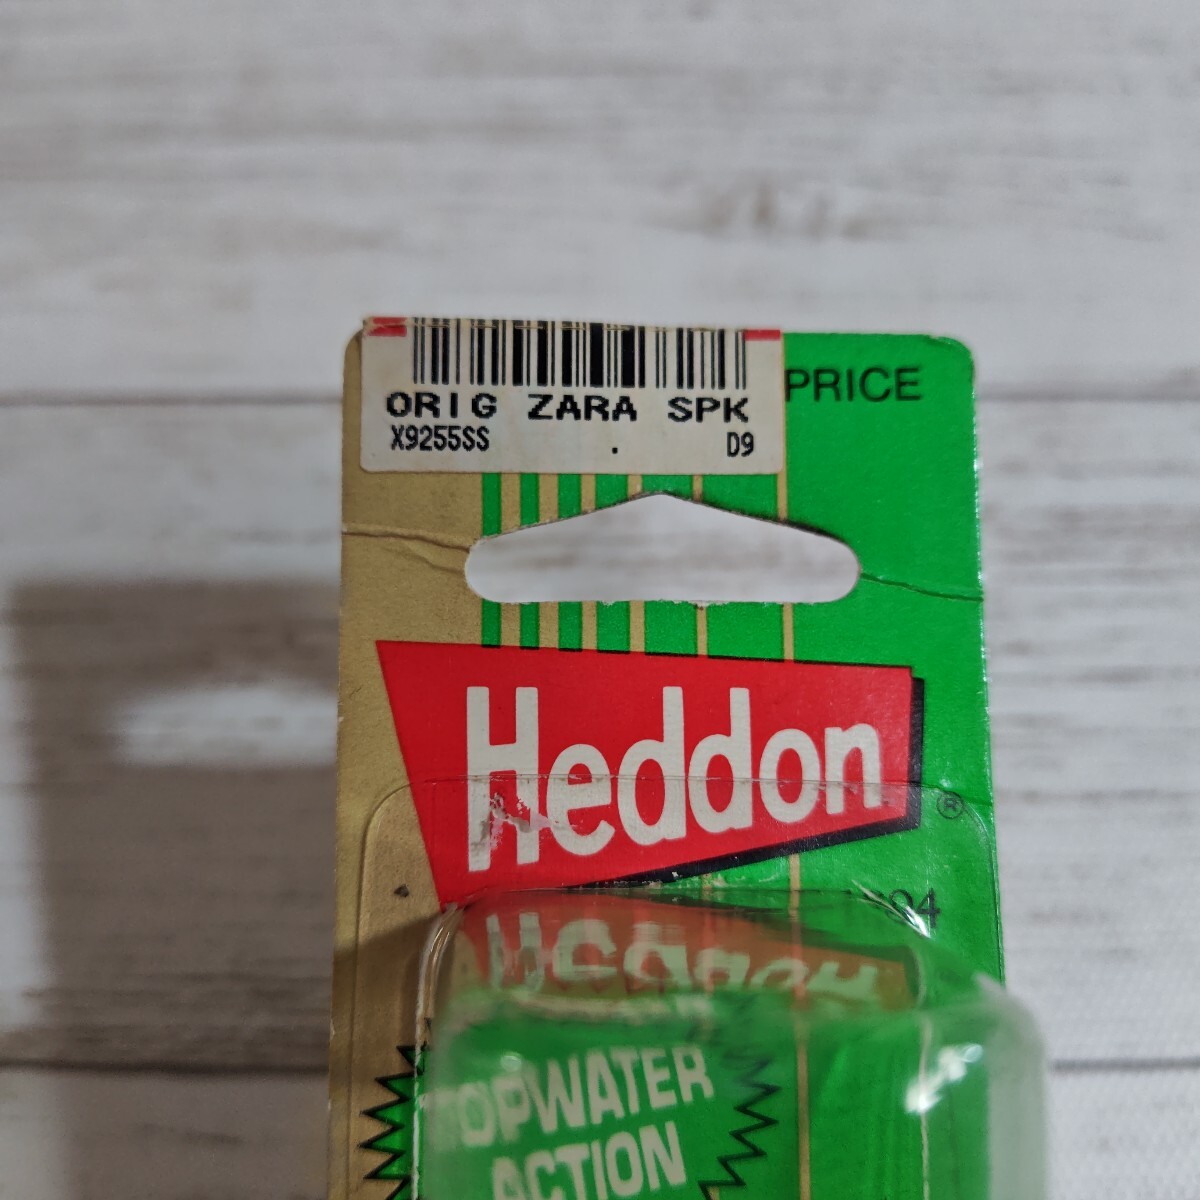 PRICE
ORIG ZARA SPK
X9255SS . D9
Heddon
®
TOPWATER
ACTION